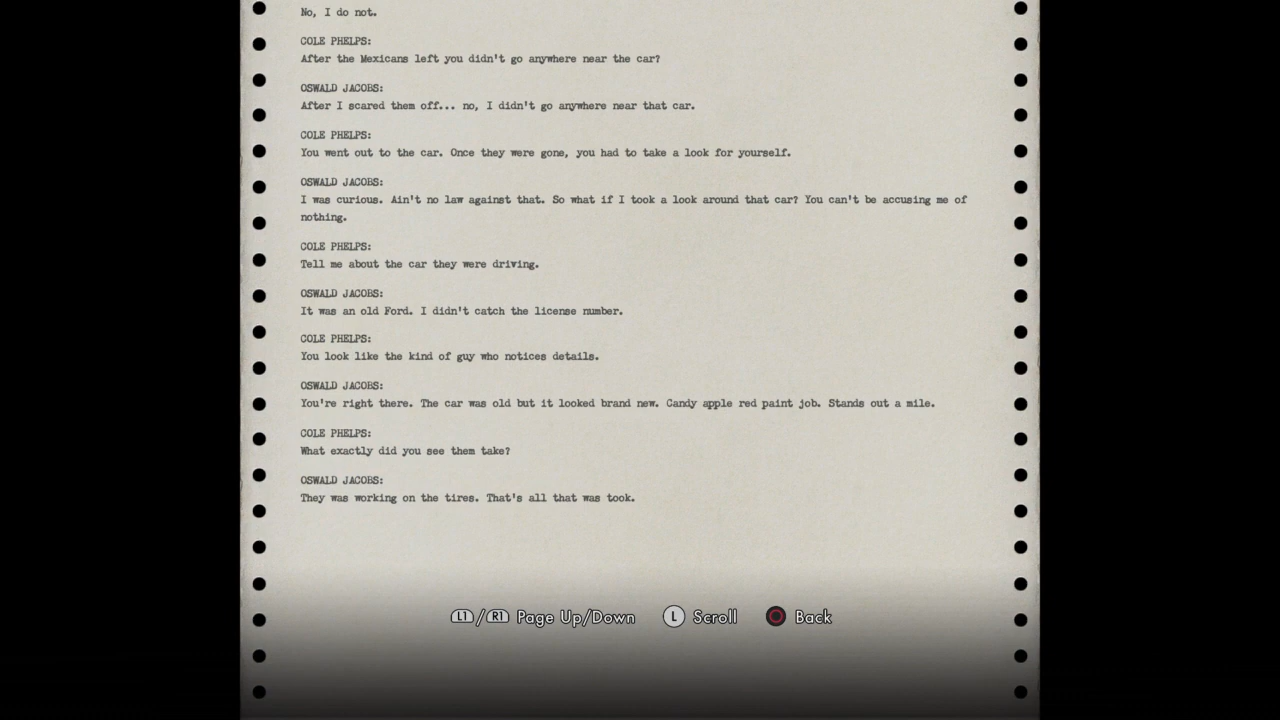 No, I do not.
COLE PHELPS:
After the Mexicans left you didn't go anywhere near the car?
OSWALD JACOBS:
After I scared them off... no, I didn't go anywhere near that car.
COLE PHELPS:
You went out to the car. Once they were gone, you had to take a look for yourself.
OSWALD JACOBS:
I was curious. Ain't no law against that. So what if I took a look around that car? You can't be accusing me of
nothing.
COLE PHELPS:
Tell me about the car they were driving.
OSWALD JACOBS:
It was an old Ford. I didn't catch the license number.
COLE PHELPS:
You look like the kind of guy who notices details.
OSWALD JACOBS:
You're right there. The car was old but it looked brand new. Candy apple red paint job. Stands out a mile.
COLE PHELPS:
What exactly did you see them take?
OSWALD JACOBS:
They was working on the tires. That's all that was took.
L1/R1 Page Up/Down L Scroll Back